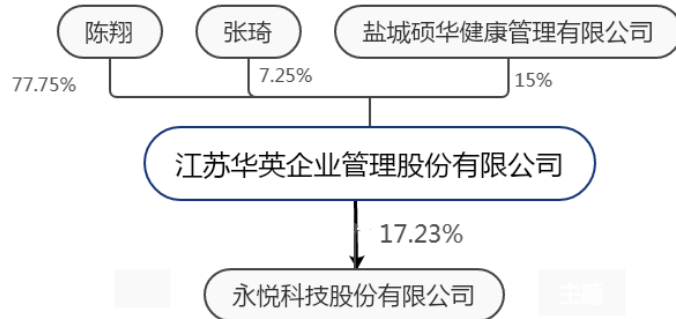 陈翔
张琦
盐城硕华健康管理有限公司
77.75%
7.25%
15%
江苏华英企业管理股份有限公司
17.23%
永悦科技股份有限公司
主题